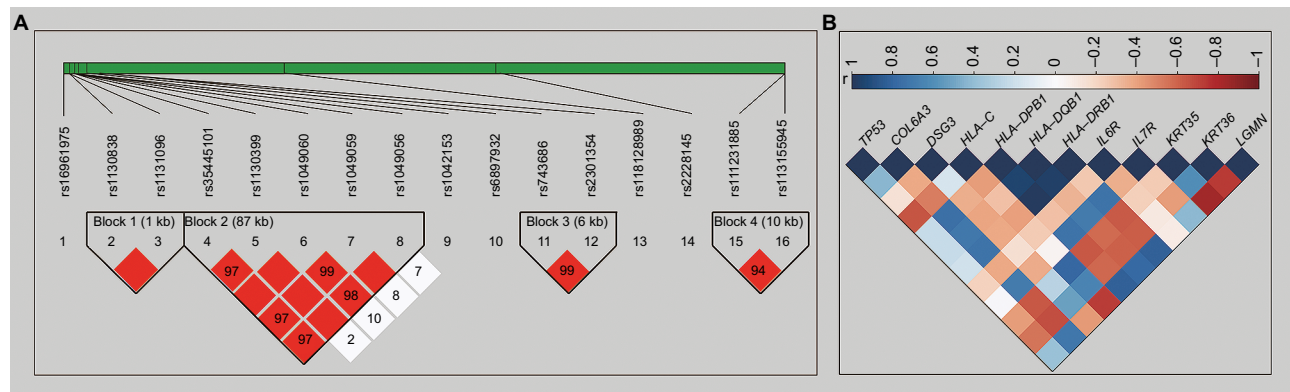 A
rs16961975
rs1130838
rs1131096
rs35445101
rs1130399
rs1049060
rs1049059
rs1049056
rs1042153
rs6897932
rs743686
rs2301354
rs118128989
rs2228145
rs111231885
rs113155945
Block 1 (1 kb)
Block 2 (87 kb)
Block 3 (6 kb)
Block 4 (10 kb)
1 2 3 4 5 6 7 8 9 10 11 12 13 14 15 16
97 99 7 99 94
98 8
97 10
97 2
B
r
1 0.8 0.6 0.4 0.2 0 −0.2 −0.4 −0.6 −0.8 −1
TP53
COL6A3
DSG3
HLA−C
HLA−DPB1
HLA−DQB1
HLA−DRB1
IL6R
IL7R
KRT35
KRT36
LGMN